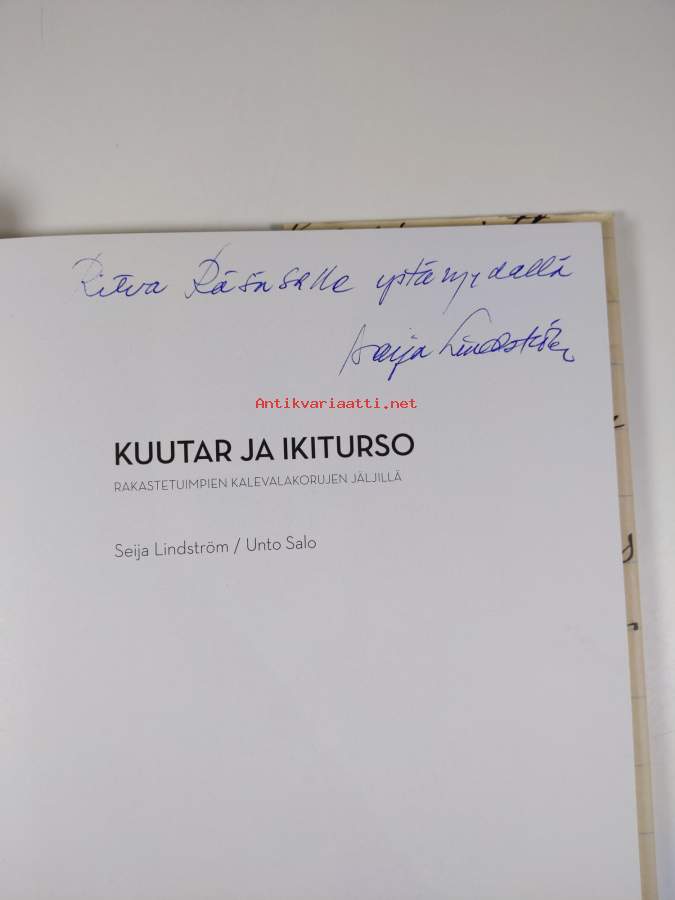 Ritva Räsäselle ystävyydellä
Seija Lindström
Antikvariaatti.net
KUUTAR JA IKITURSO
RAKASTETUIMPIEN KALEVALAKORUJEN JÄLJILLÄ
Seija Lindström / Unto Salo